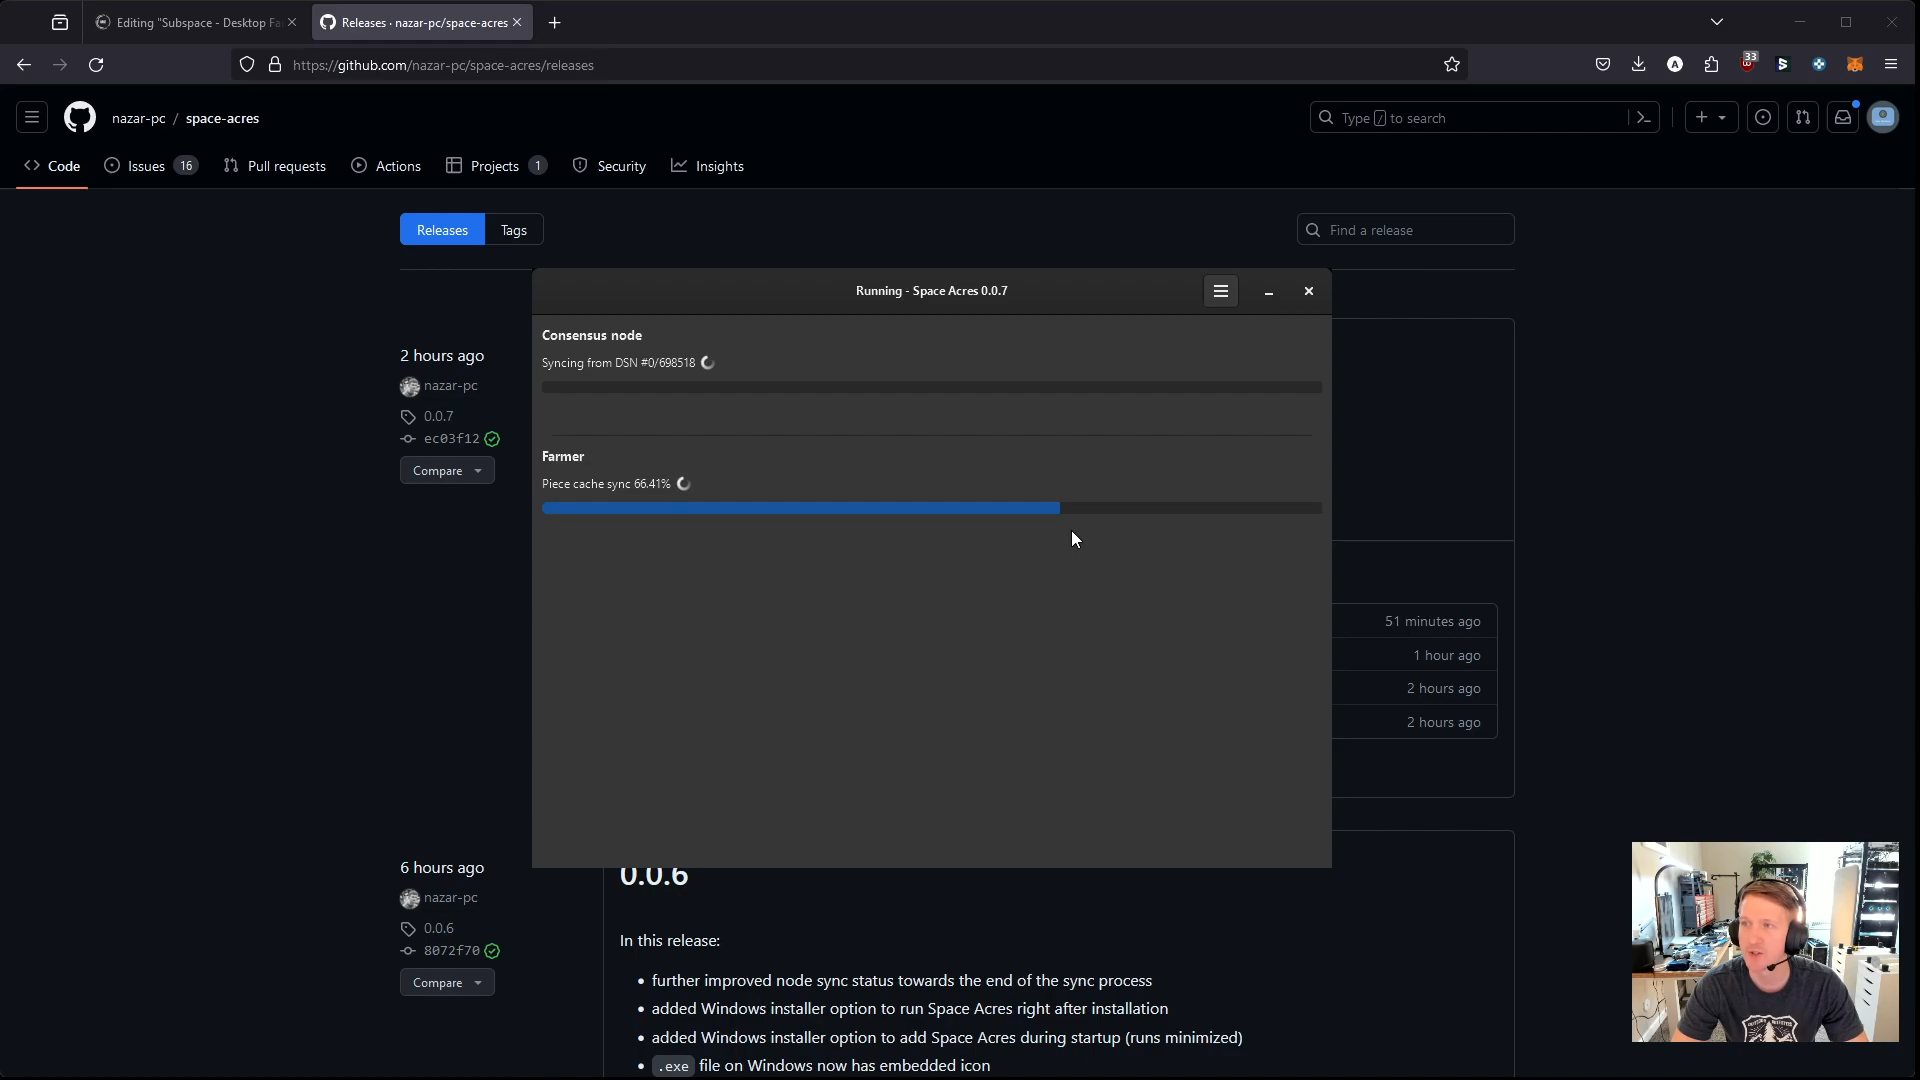 Editing "Subspace - Desktop Fa
Releases · nazar-pc/space-acres
https://github.com/nazar-pc/space-acres/releases
33
nazar-pc / space-acres
Type / to search
Code
Issues 16
Pull requests
Actions
Projects 1
Security
Insights
Releases
Tags
Find a release
Running - Space Acres 0.0.7
Consensus node
Syncing from DSN #0/698518
Farmer
Piece cache sync 66.41%
2 hours ago
nazar-pc
0.0.7
ec03f12
Compare
51 minutes ago
1 hour ago
2 hours ago
2 hours ago
6 hours ago
nazar-pc
0.0.6
8072f70
Compare
0.0.6
In this release:
• further improved node sync status towards the end of the sync process
• added Windows installer option to run Space Acres right after installation
• added Windows installer option to add Space Acres during startup (runs minimized)
• .exe file on Windows now has embedded icon